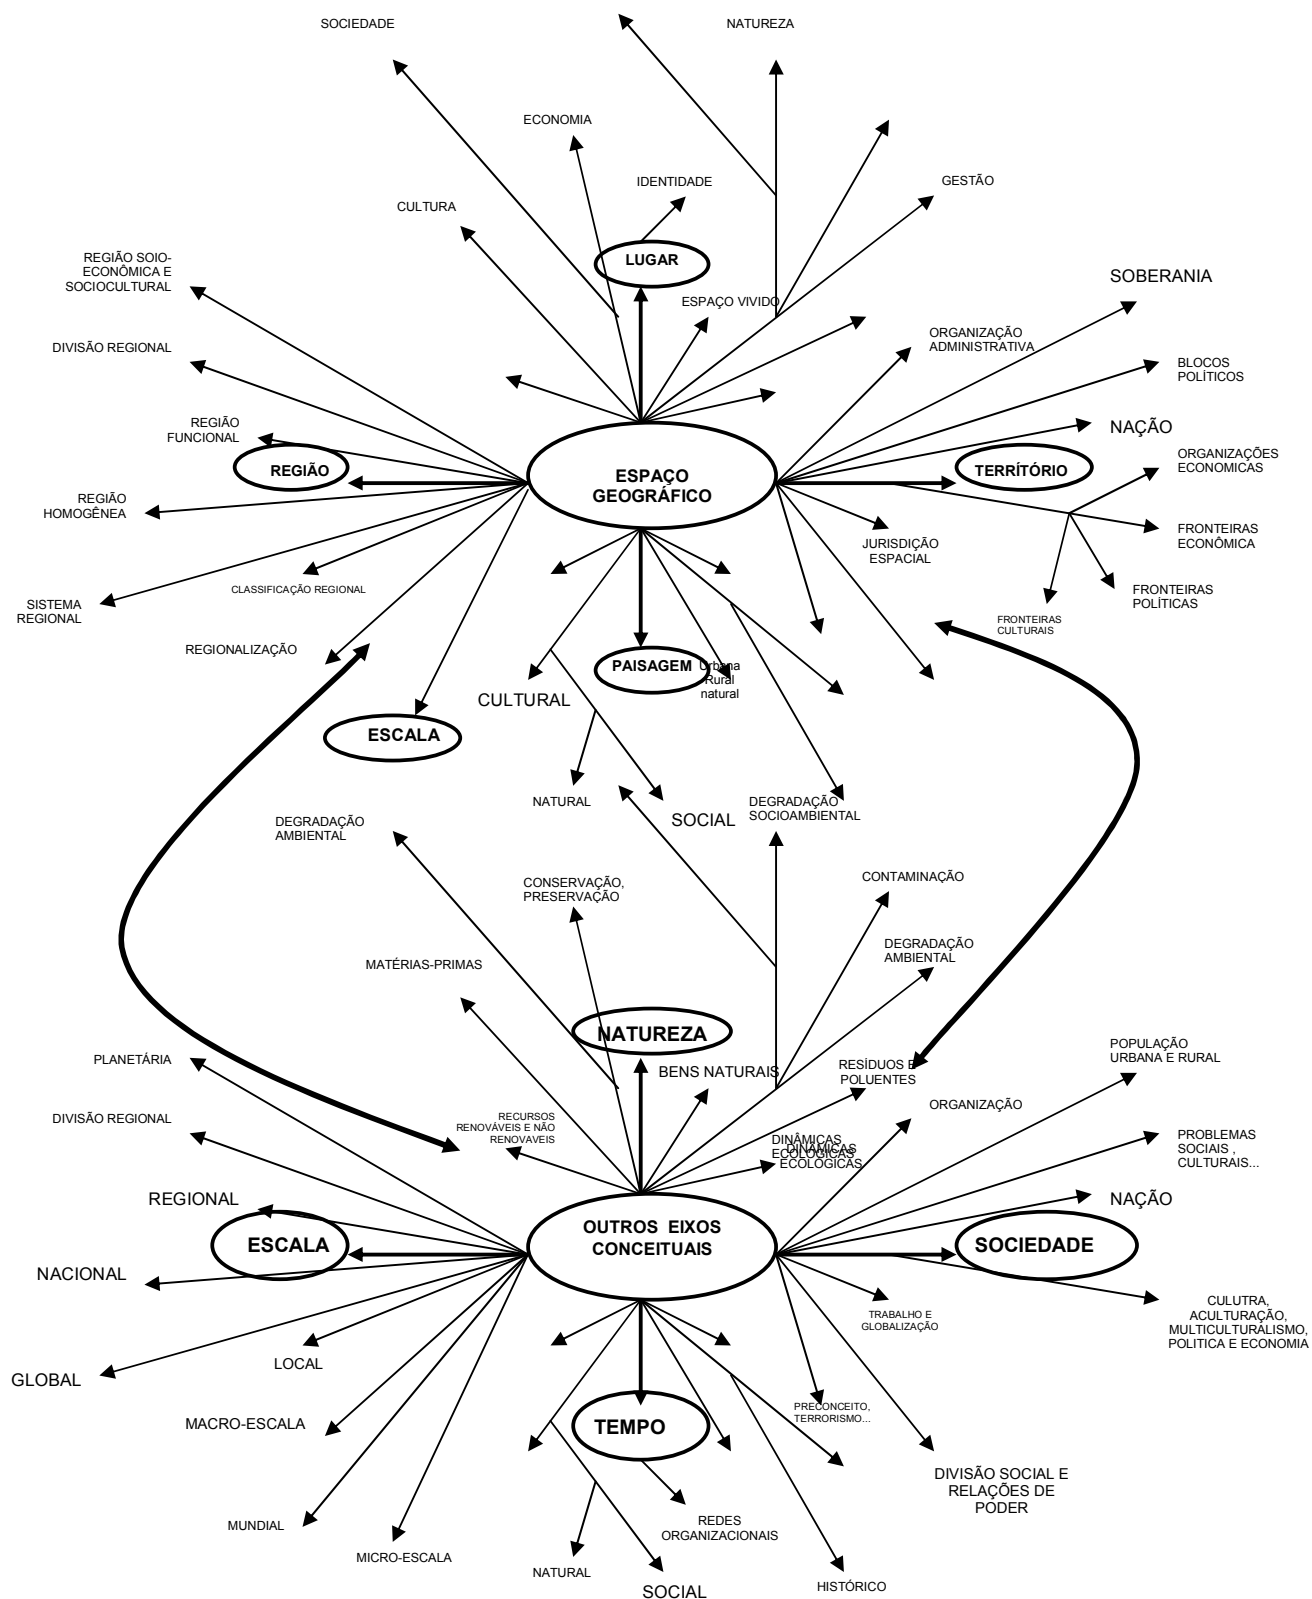 SOCIEDADE
NATUREZA
ECONOMIA
IDENTIDADE
GESTÃO
CULTURA
LUGAR
REGIÃO SOIO-
ECONÔMICA E
SOCIOCULTURAL
SOBERANIA
ESPAÇO VIVIDO
ORGANIZAÇÃO
ADMINISTRATIVA
DIVISÃO REGIONAL
BLOCOS
POLÍTICOS
REGIÃO
FUNCIONAL
NAÇÃO
REGIÃO
ESPAÇO
GEOGRÁFICO
TERRÍTÓRIO
ORGANIZAÇÕES
ECONOMICAS
REGIÃO
HOMOGÊNEA
JURISDIÇÃO
ESPACIAL
FRONTEIRAS
ECONÔMICA
CLASSIFICAÇÃO REGIONAL
FRONTEIRAS
POLÍTICAS
SISTEMA
REGIONAL
FRONTEIRAS
CULTURAIS
REGIONALIZAÇÃO
PAISAGEM
Urbana
Rural
natural
CULTURAL
ESCALA
NATURAL
SOCIAL
DEGRADAÇÃO
SOCIOAMBIENTAL
DEGRADAÇÃO
AMBIENTAL
CONSERVAÇÃO,
PRESERVAÇÃO
CONTAMINAÇÃO
DEGRADAÇÃO
AMBIENTAL
MATÉRIAS-PRIMAS
NATUREZA
POPULAÇÃO
URBANA E RURAL
PLANETÁRIA
BENS NATURAIS
RESÍDUOS E
POLUENTES
DIVISÃO REGIONAL
RECURSOS
RENOVÁVEIS E NÃO
RENOVAVEIS
ORGANIZAÇÃO
DINÂMICAS
ECOLÓGICAS
DINÂMICAS
ECOLÓGICAS
PROBLEMAS
SOCIAIS ,
CULTURAIS...
REGIONAL
NAÇÃO
ESCALA
OUTROS EIXOS
CONCEITUAIS
SOCIEDADE
NACIONAL
TRABALHO E
GLOBALIZAÇÃO
CULUTRA,
ACULTURAÇÃO,
MULTICULTURALISMO,
POLITICA E ECONOMIA
LOCAL
GLOBAL
MACRO-ESCALA
TEMPO
PRECONCEITO,
TERRORISMO...
DIVISÃO SOCIAL E
RELAÇÕES DE
PODER
MUNDIAL
REDES
ORGANIZACIONAIS
MICRO-ESCALA
NATURAL
SOCIAL
HISTÓRICO